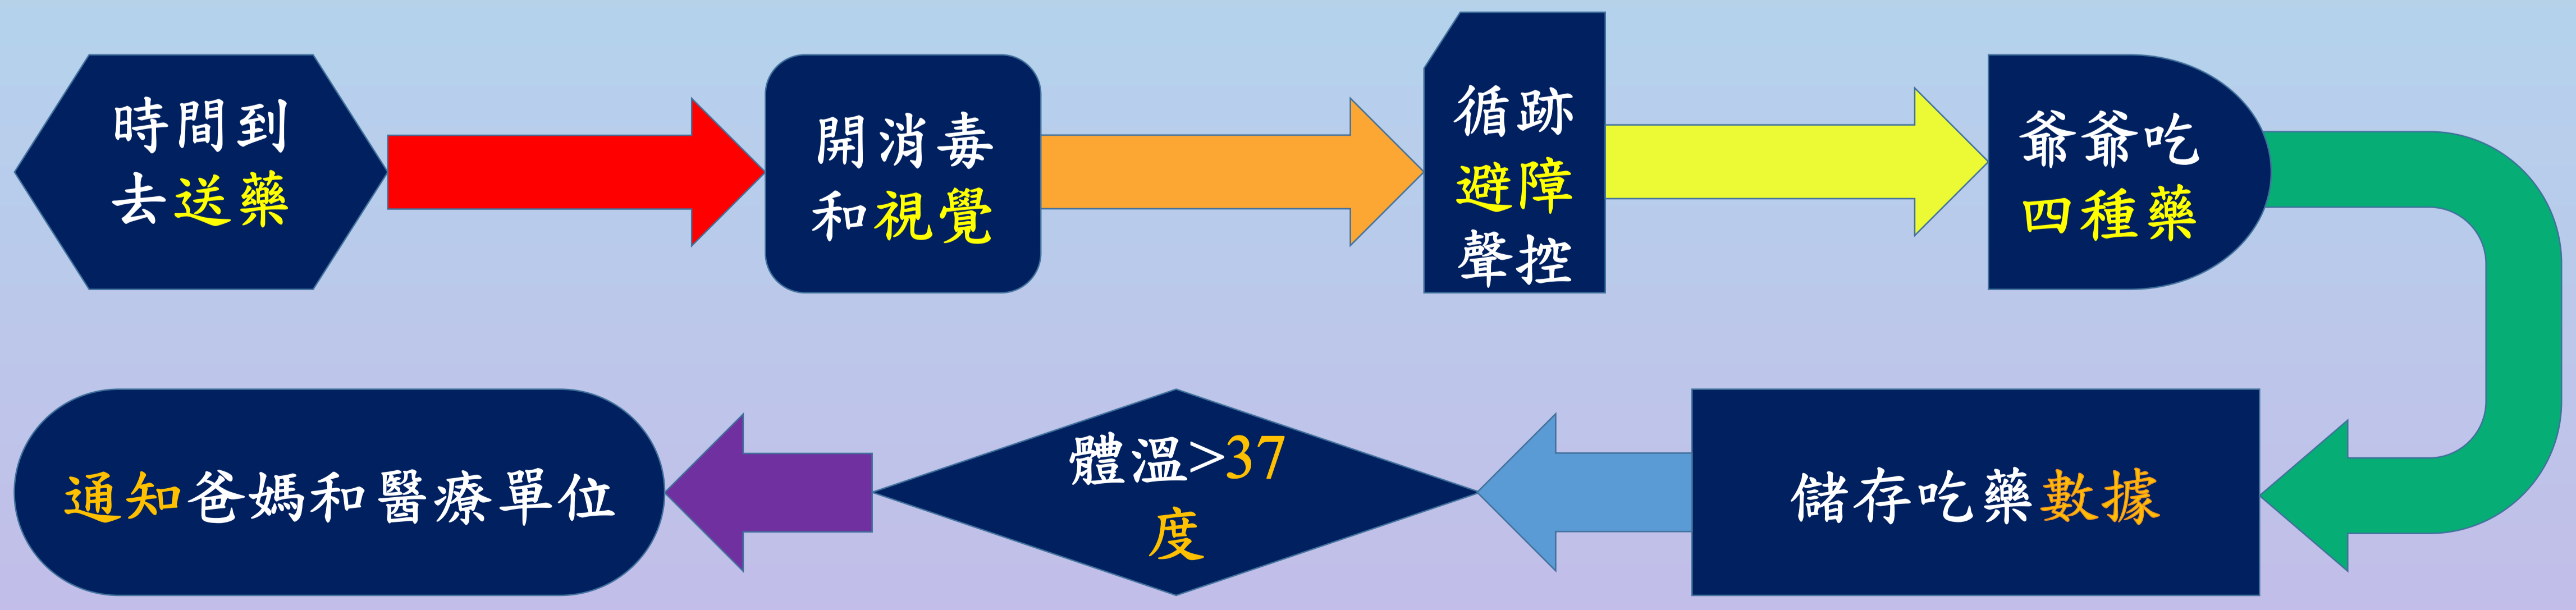 時間到
去送藥
開消毒
和視覺
循跡
避障
聲控
爺爺吃
四種藥
儲存吃藥數據
體溫>37
度
通知爸媽和醫療單位